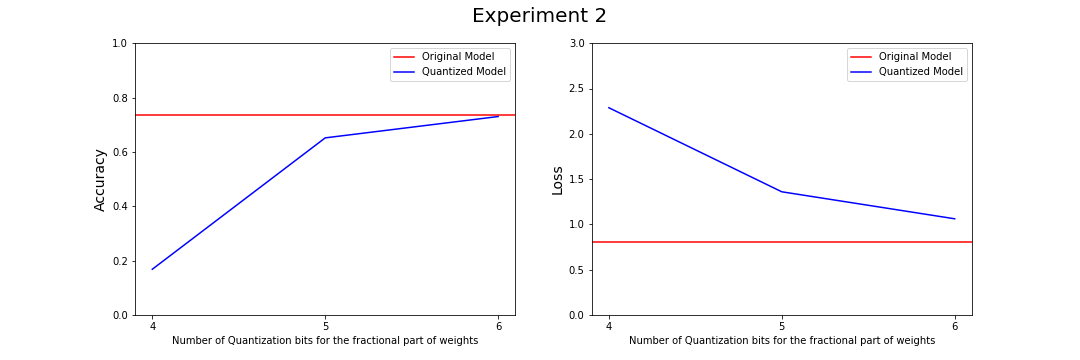 Experiment 2
Accuracy
1.0
0.8
0.6
0.4
0.2
0.0
Original Model
Quantized Model
4
5
6
Number of Quantization bits for the fractional part of weights
Loss
3.0
2.5
2.0
1.5
1.0
0.5
0.0
Original Model
Quantized Model
4
5
6
Number of Quantization bits for the fractional part of weights